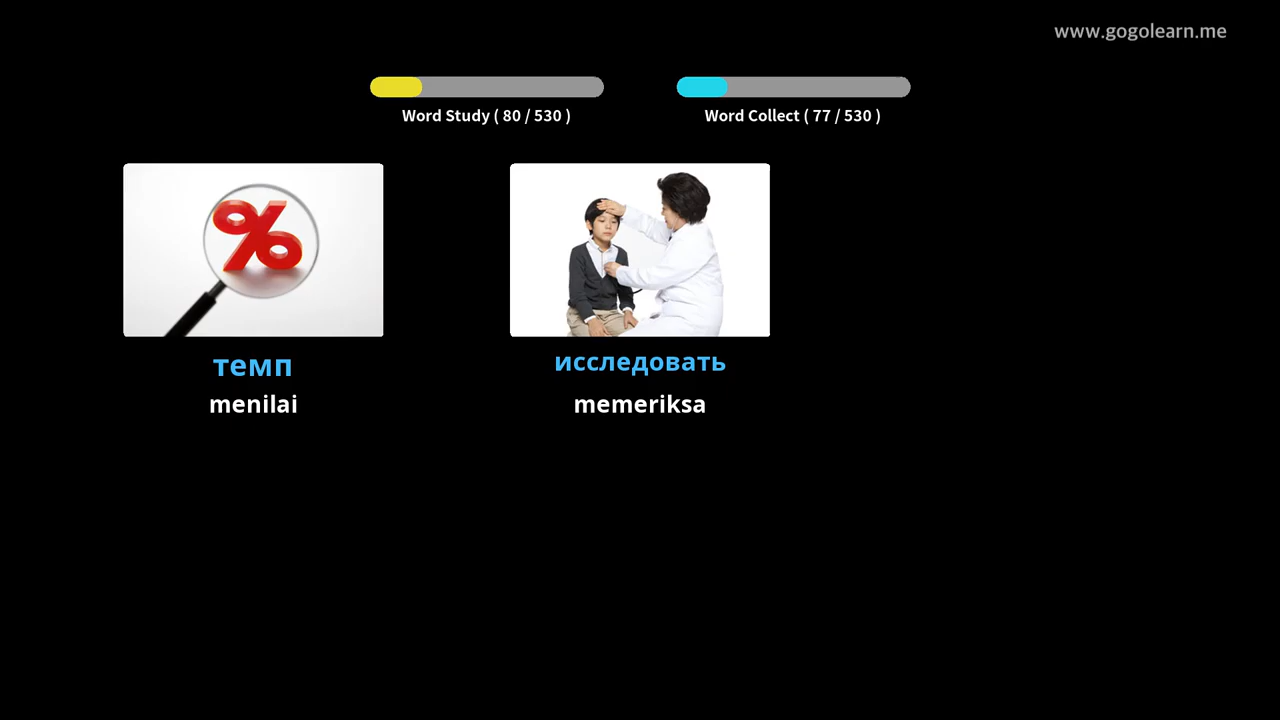 www.gogolearn.me
Word Study ( 80 / 530 )
Word Collect ( 77 / 530 )
%
темп
menilai
исследовать
memeriksa